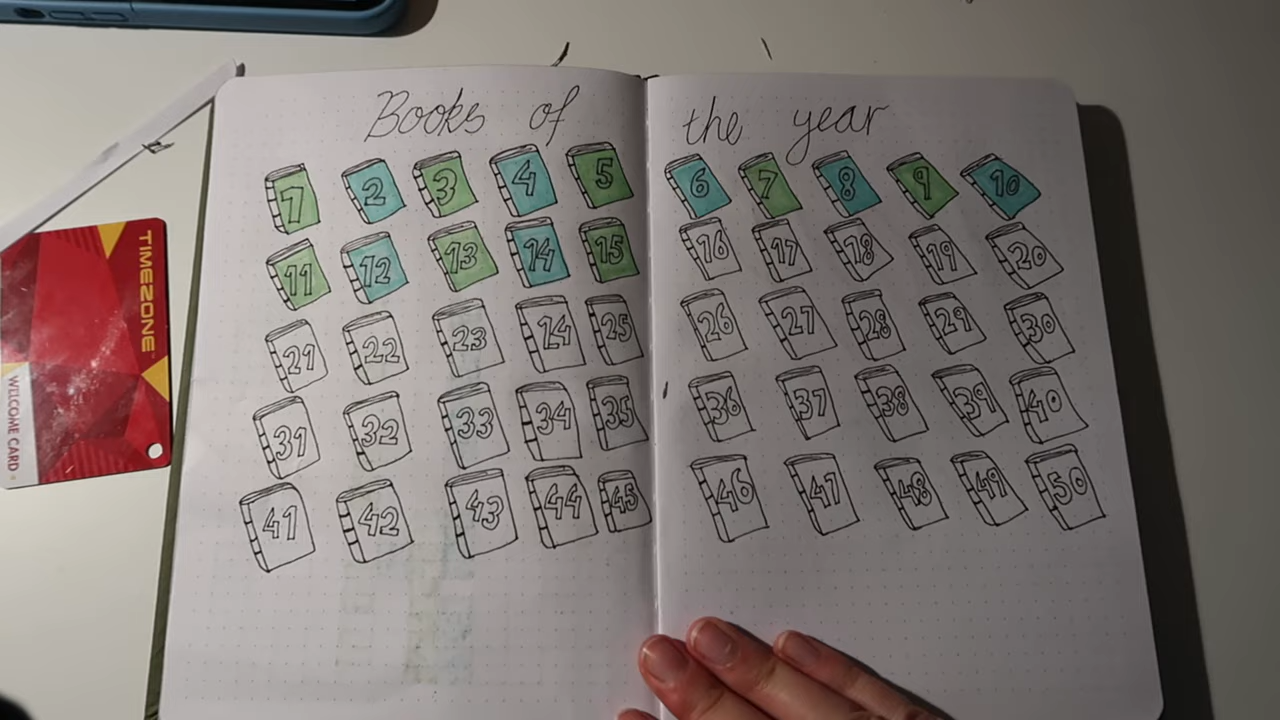 Books of the year
1 2 3 4 5 6 7 8 9 10
11 12 13 14 15 16 17 18 19 20
21 22 23 24 25 26 27 28 29 30
31 32 33 34 35 36 37 38 39 40
41 42 43 44 45 46 47 48 49 50
TIMEZONE
WELCOME CARD